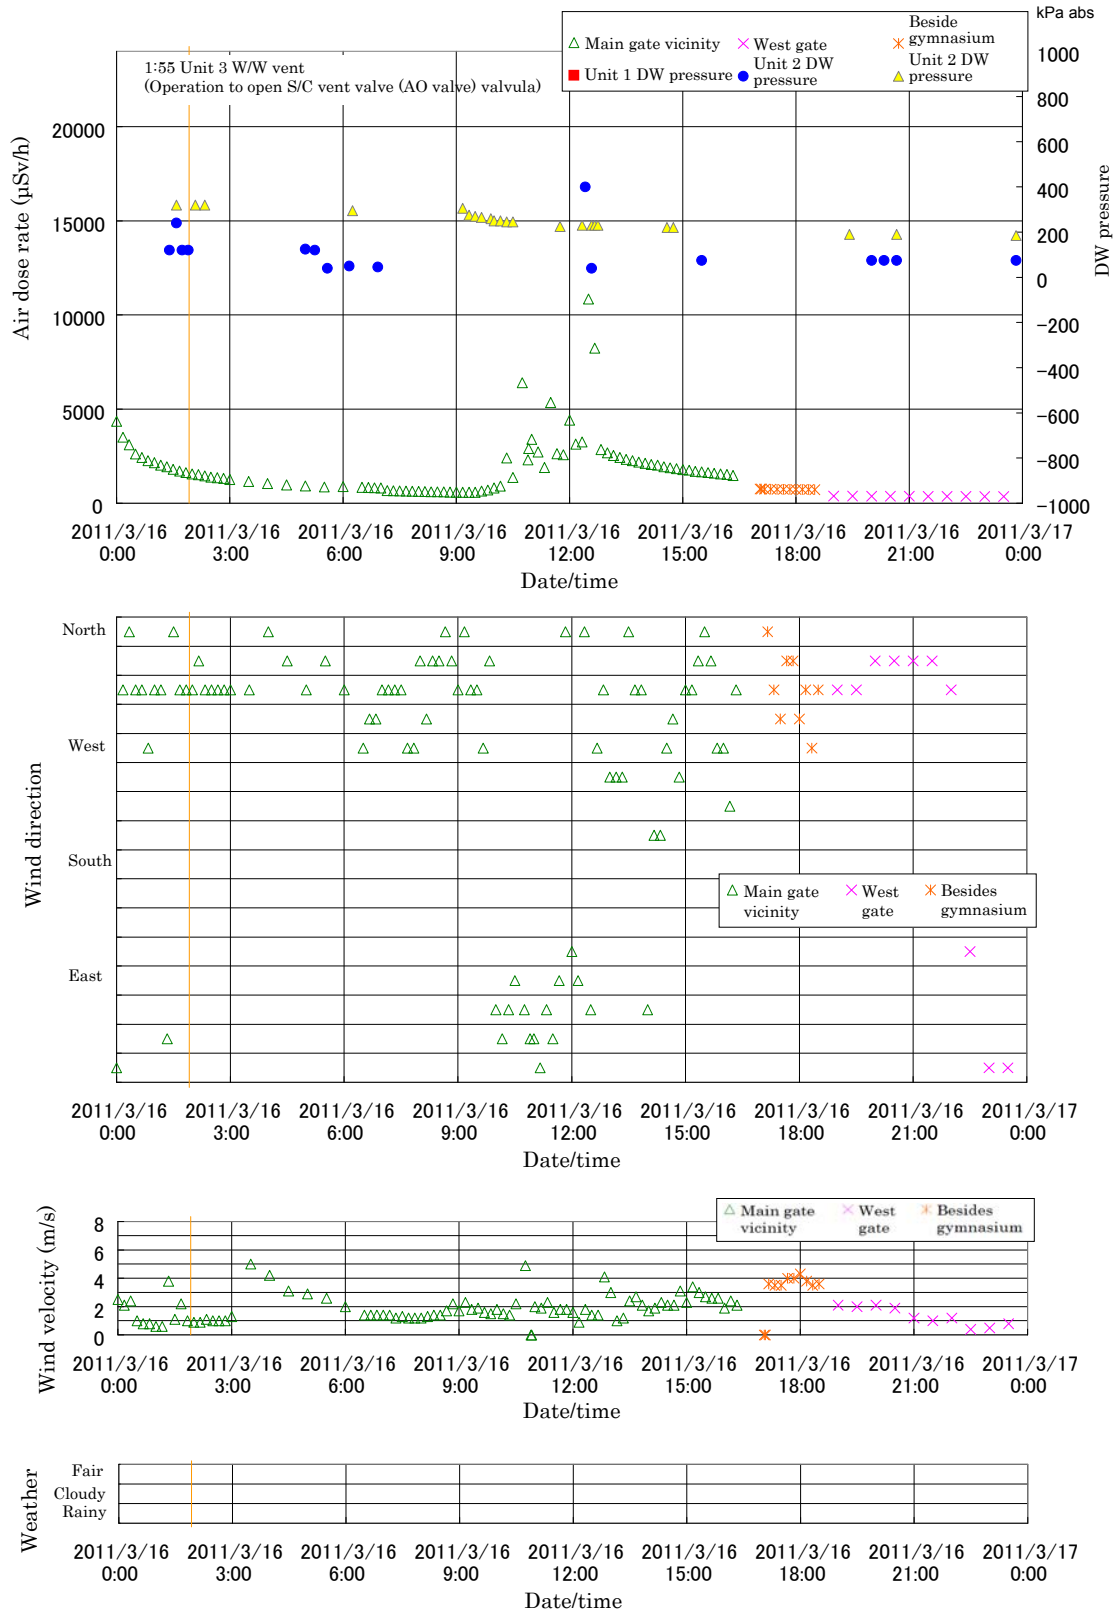 kPa abs
Main gate vicinity
West gate
Beside
gymnasium
Unit 1 DW pressure
Unit 2 DW
pressure
Unit 2 DW
pressure
1:55 Unit 3 W/W vent
(Operation to open S/C vent valve (AO valve) valvula)
Air dose rate (μSv/h)
20000
15000
10000
5000
0
1000
800
600
400
200
0
−200
−400
−600
−800
−1000
DW pressure
2011/3/16 2011/3/16 2011/3/16 2011/3/16 2011/3/16 2011/3/16 2011/3/16 2011/3/16 2011/3/17
0:00 3:00 6:00 9:00 12:00 15:00 18:00 21:00 0:00
Date/time
Wind direction
North
West
South
East
Main gate
vicinity
West
gate
Besides
gymnasium
2011/3/16 2011/3/16 2011/3/16 2011/3/16 2011/3/16 2011/3/16 2011/3/16 2011/3/16 2011/3/17
0:00 3:00 6:00 9:00 12:00 15:00 18:00 21:00 0:00
Date/time
Wind velocity (m/s)
Main gate
vicinity
West
gate
Besides
gymnasium
8
6
4
2
0
2011/3/16 2011/3/16 2011/3/16 2011/3/16 2011/3/16 2011/3/16 2011/3/16 2011/3/16 2011/3/17
0:00 3:00 6:00 9:00 12:00 15:00 18:00 21:00 0:00
Date/time
Weather
Fair
Cloudy
Rainy
2011/3/16 2011/3/16 2011/3/16 2011/3/16 2011/3/16 2011/3/16 2011/3/16 2011/3/16 2011/3/17
0:00 3:00 6:00 9:00 12:00 15:00 18:00 21:00 0:00
Date/time